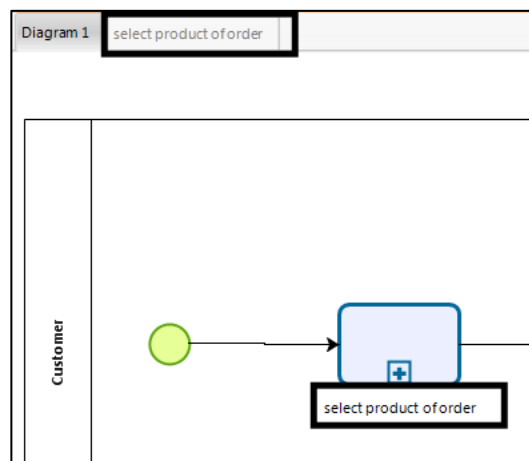 Diagram 1
select product of order
Customer
select product of order